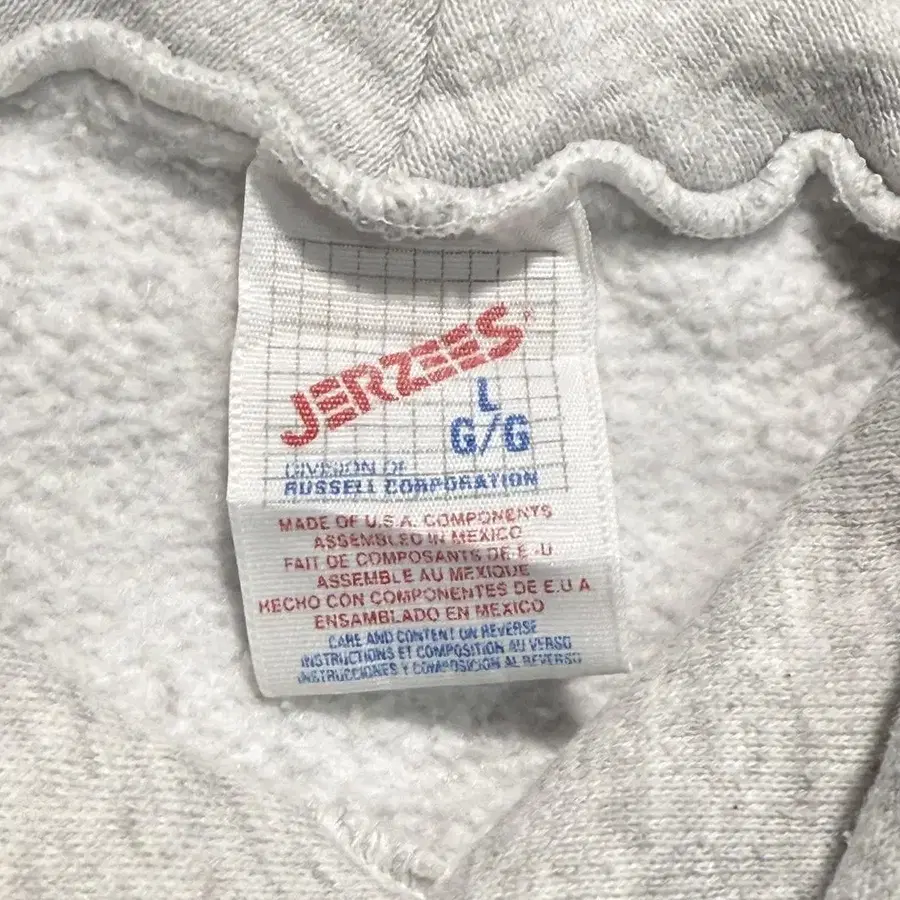 JERZEES®
L
G/G
DIVISION OF
RUSSELL CORPORATION
MADE OF U.S.A. COMPONENTS
ASSEMBLED IN MEXICO
FAIT DE COMPOSANTS DE E-U
ASSEMBLE AU MEXIQUE
HECHO CON COMPONENTES DE E.U A
ENSAMBLADO EN MEXICO
CARE AND CONTENT ON REVERSE
INSTRUCTIONS ET COMPOSITION AU VERSO
INSTRUCCIONES Y COMPOSICION AL REVERSO